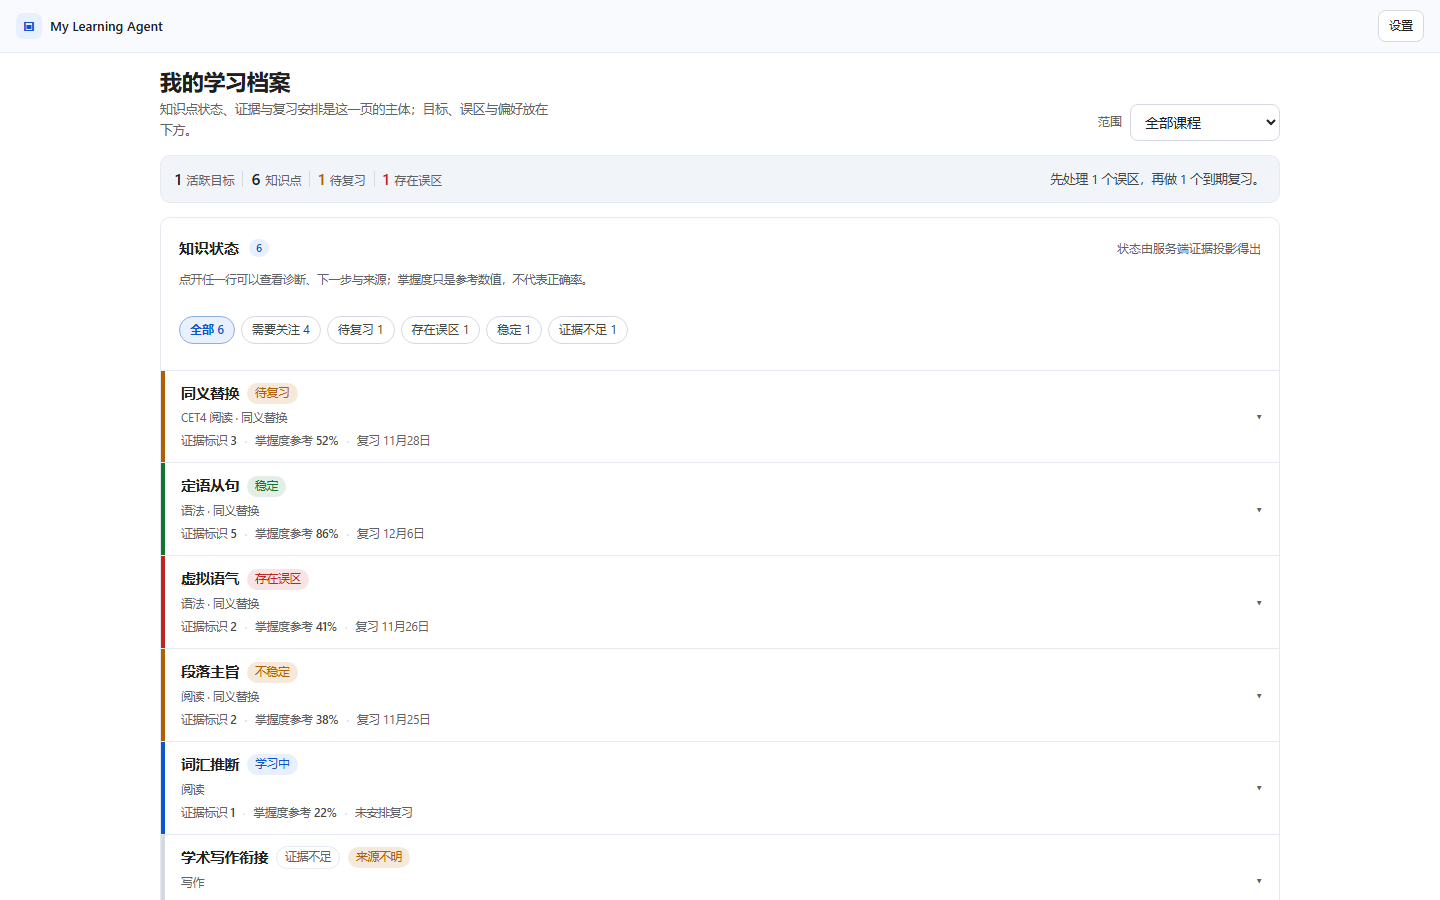 My Learning Agent
设置
我的学习档案
知识点状态、证据与复习安排是这一页的主体；目标、误区与偏好放在
下方。
范围 全部课程
1 活跃目标 6 知识点 1 待复习 1 存在误区
先处理 1 个误区，再做 1 个到期复习。
知识状态 6
状态由服务端证据投影得出
点开任一行可以查看诊断、下一步与来源；掌握度只是参考数值，不代表正确率。
全部 6 需要关注 4 待复习 1 存在误区 1 稳定 1 证据不足 1
同义替换 待复习
CET4 阅读 · 同义替换
证据标识 3 · 掌握度参考 52% · 复习 11月28日
定语从句 稳定
语法 · 同义替换
证据标识 5 · 掌握度参考 86% · 复习 12月6日
虚拟语气 存在误区
语法 · 同义替换
证据标识 2 · 掌握度参考 41% · 复习 11月26日
段落主旨 不稳定
阅读 · 同义替换
证据标识 2 · 掌握度参考 38% · 复习 11月25日
词汇推断 学习中
阅读
证据标识 1 · 掌握度参考 22% · 未安排复习
学术写作衔接 证据不足 来源不明
写作